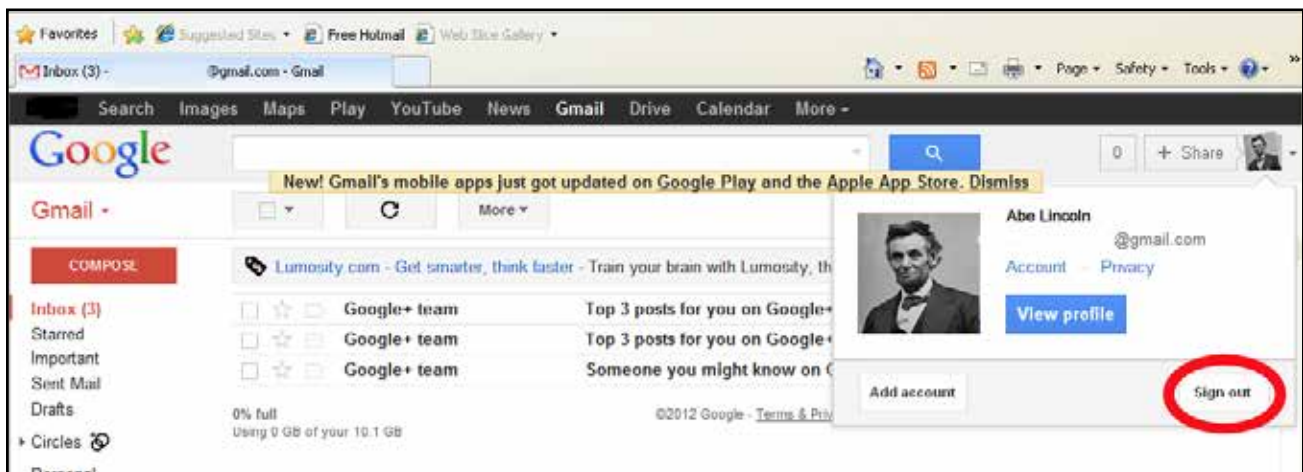 Favorites Suggested Sites Free Hotmail Web Slice Gallery
Inbox (3) - @gmail.com - Gmail Page Safety Tools »
Search Images Maps Play YouTube News Gmail Drive Calendar More
Google 0 + Share
New! Gmail's mobile apps just got updated on Google Play and the Apple App Store. Dismiss
Gmail More
Abe Lincoln
@gmail.com
COMPOSE Lumosity.com - Get smarter, think faster - Train your brain with Lumosity, th Account - Privacy
Inbox (3) Google+ team Top 3 posts for you on Google+ View profile
Starred Google+ team Top 3 posts for you on Google+
Important Google+ team Someone you might know on
Sent Mail
Add account Sign out
Drafts 0% full ©2012 Google - Terms & Priv
Using 0 GB of your 10.1 GB
Circles